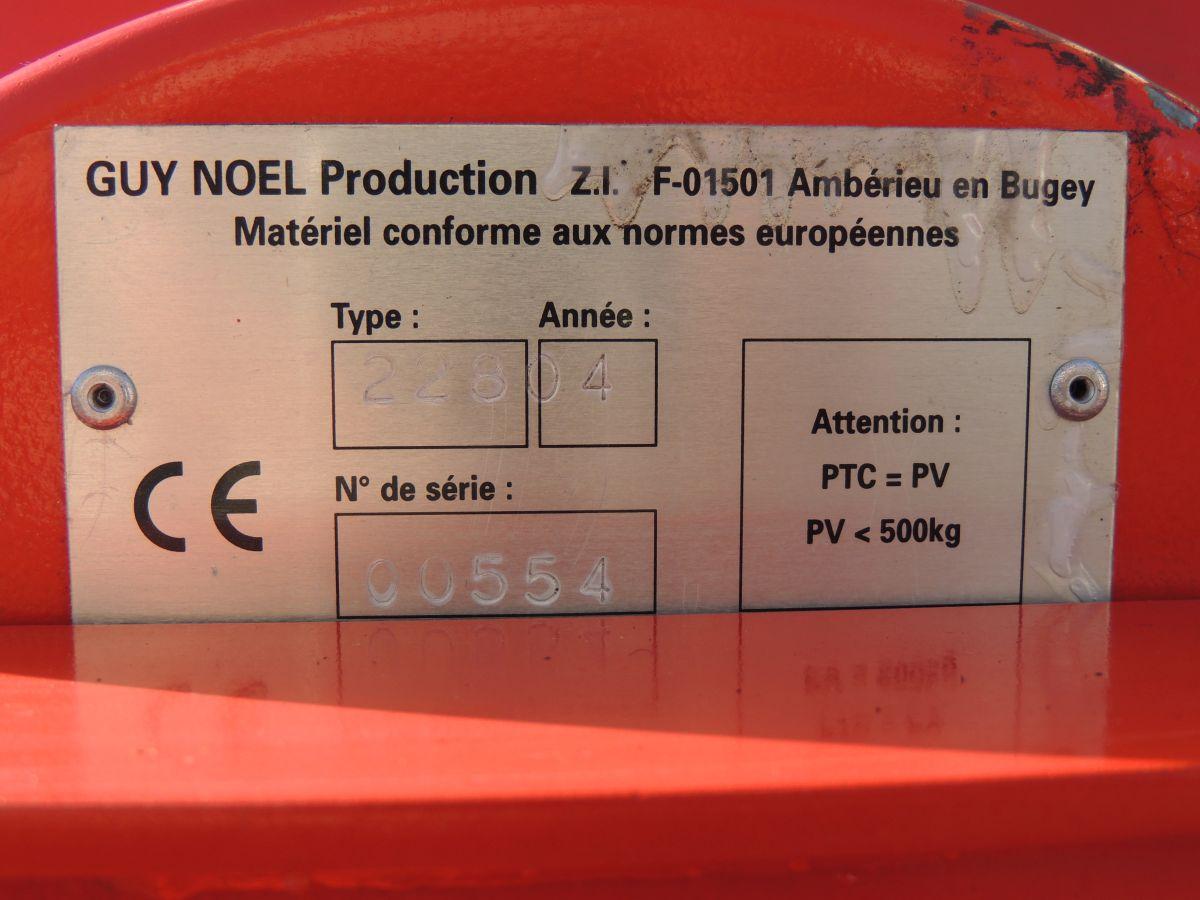 GUY NOEL Production Z.I. F-01501 Ambérieu en Bugey
Matériel conforme aux normes européennes
Type : Année :
228 04
N° de série :
00554
CE
Attention :
PTC = PV
PV < 500kg